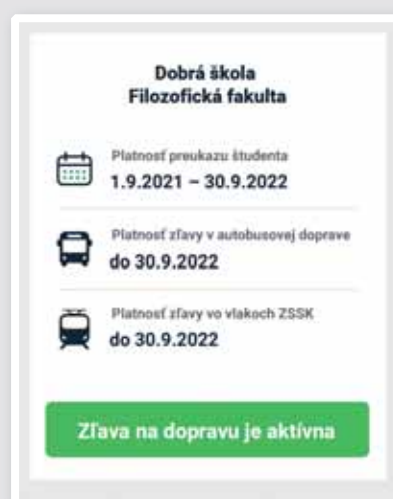 Dobrá škola
Filozofická fakulta
Platnosť preukazu študenta
1.9.2021 – 30.9.2022
Platnosť zľavy v autobusovej doprave
do 30.9.2022
Platnosť zľavy vo vlakoch ZSSK
do 30.9.2022
Zľava na dopravu je aktívna